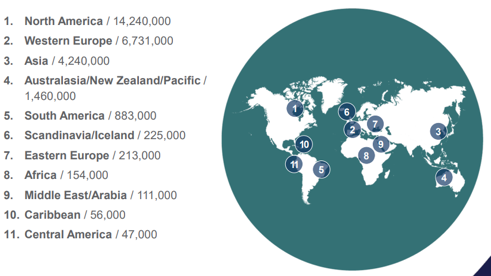 1. North America / 14,240,000
2. Western Europe / 6,731,000
3. Asia / 4,240,000
4. Australasia/New Zealand/Pacific /
1,460,000
5. South America / 883,000
6. Scandinavia/Iceland / 225,000
7. Eastern Europe / 213,000
8. Africa / 154,000
9. Middle East/Arabia / 111,000
10. Caribbean / 56,000
11. Central America / 47,000
1
6
7
2
3
10
9
8
11
5
4